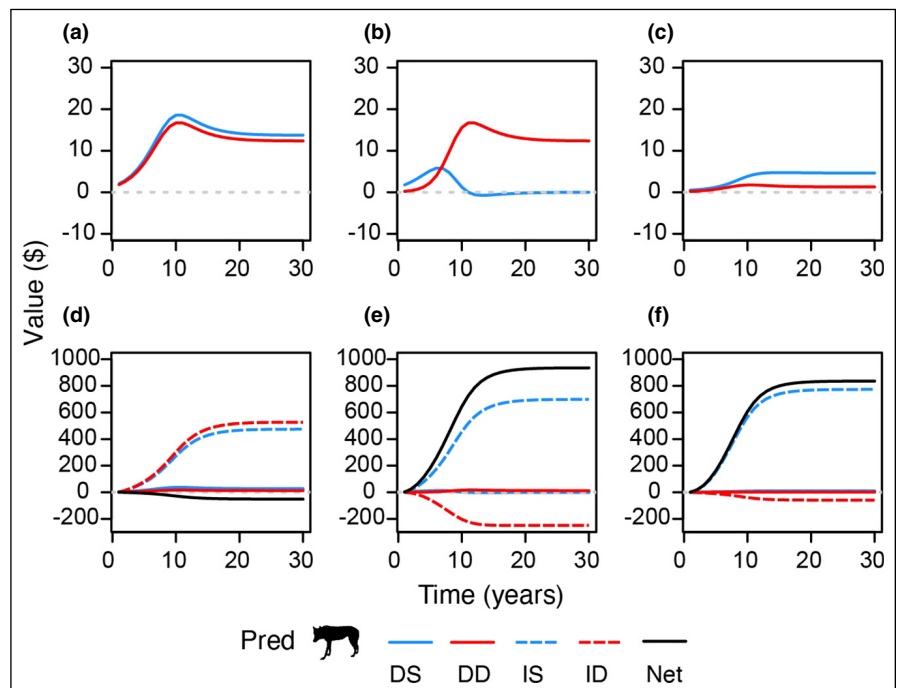 (a) (b) (c)
30 30 30
20 20 20
10 10 10
0 0 0
-10 -10 -10
0 10 20 30 0 10 20 30 0 10 20 30
Value ($)
(d) (e) (f)
1000 1000 1000
800 800 800
600 600 600
400 400 400
200 200 200
0 0 0
-200 -200 -200
0 10 20 30 0 10 20 30 0 10 20 30
Time (years)
Pred
DS DD IS ID Net